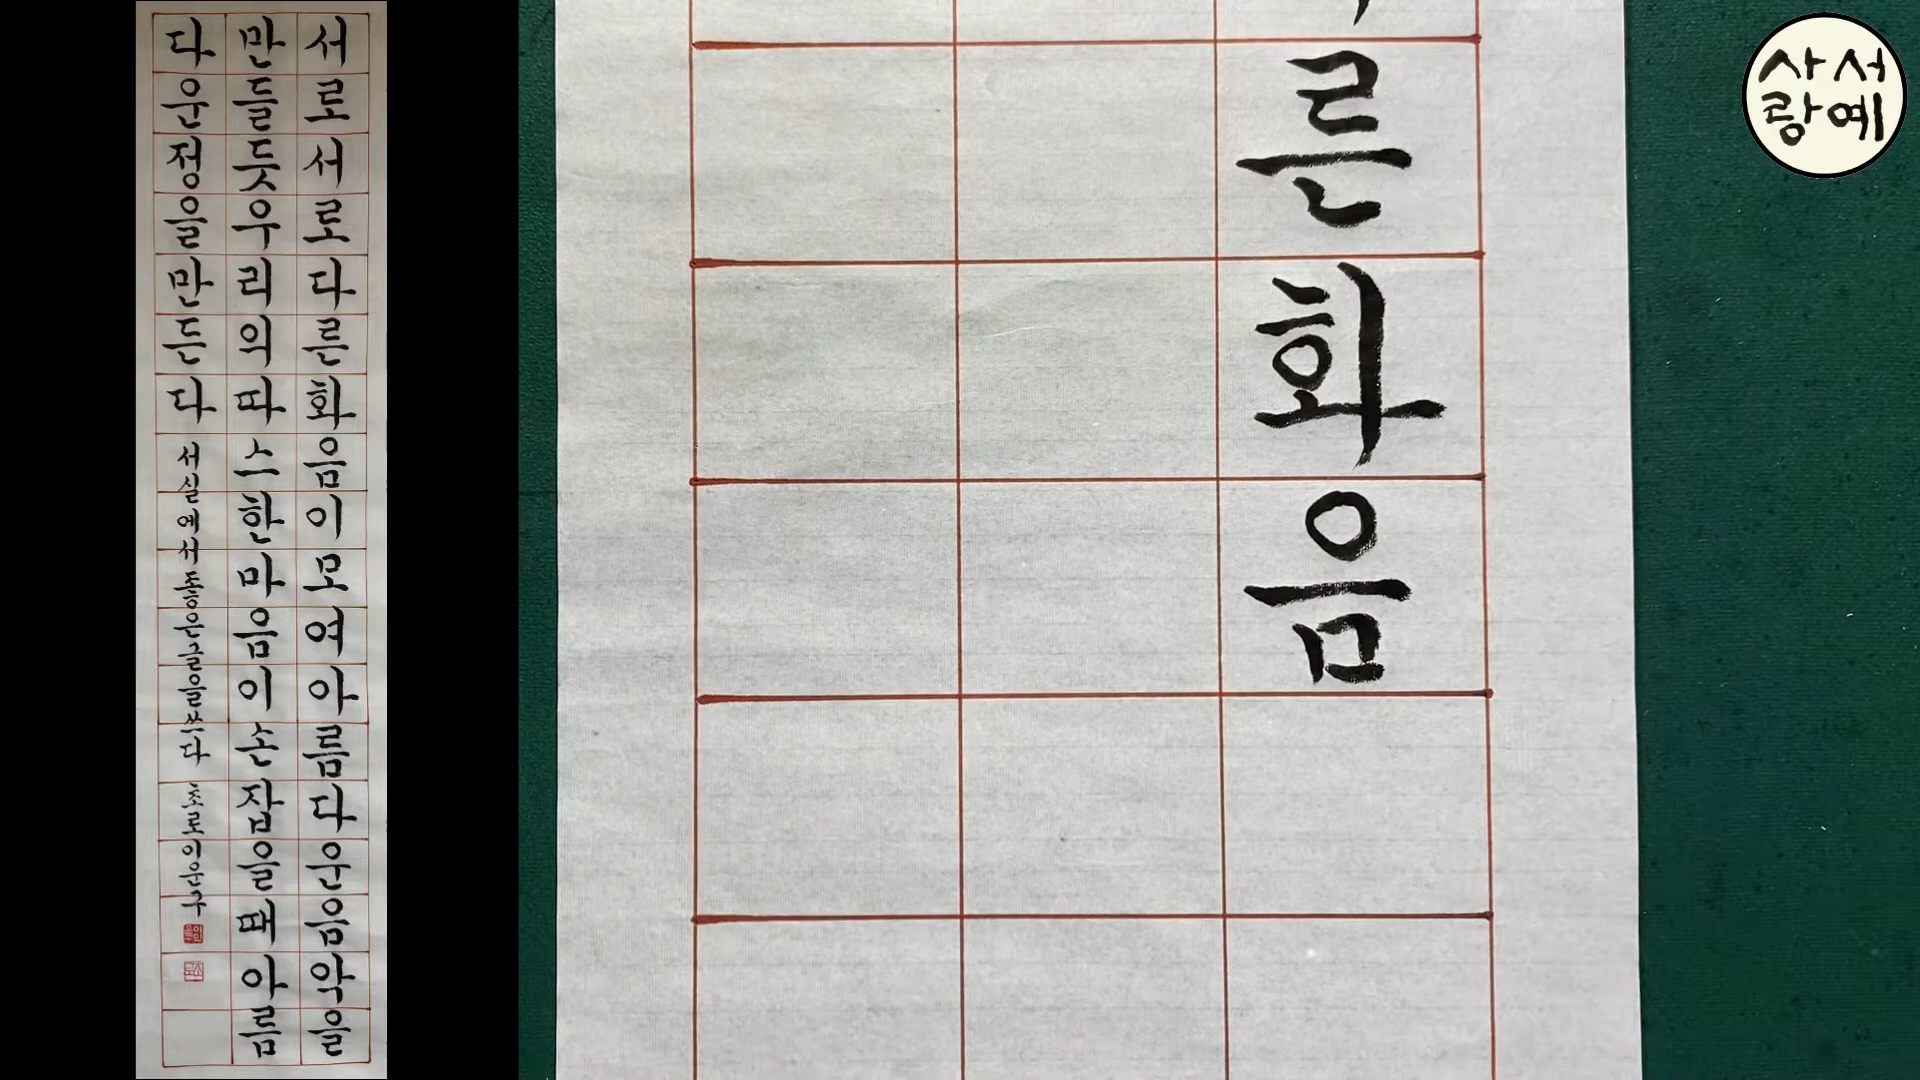 서로서로다른화음이모여아름다운음악을
만들듯우리의따스한마음이손잡을때아름
다운정을만든다
서실에서좋은글을쓰다
초로이운구
른
화
음
서예
사랑